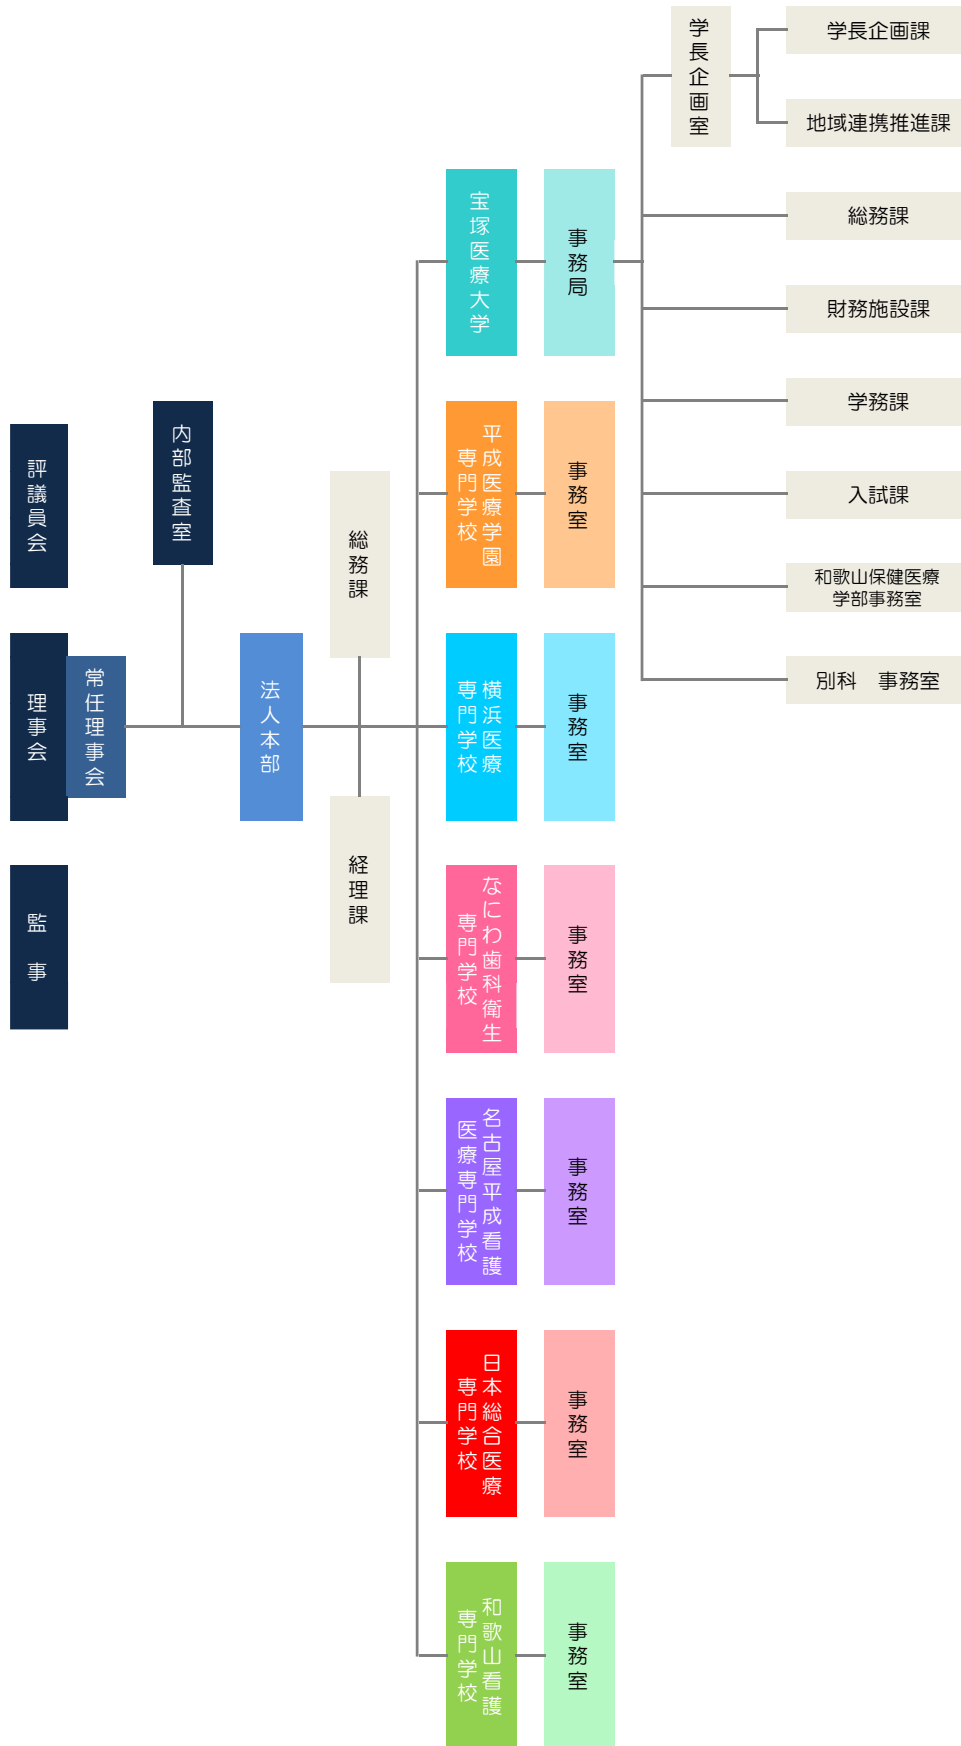 評議員会
理事会
監　事
常任理事会
内部監査室
法人本部
総務課
経理課
宝塚医療大学
事務局
学長企画室
学長企画課
地域連携推進課
総務課
財務施設課
学務課
入試課
和歌山保健医療
学部事務室
別科　事務室
平成医療学園
専門学校
事務室
横浜医療
専門学校
事務室
なにわ歯科衛生
専門学校
事務室
名古屋平成看護
医療専門学校
事務室
日本総合医療
専門学校
事務室
和歌山看護
専門学校
事務室